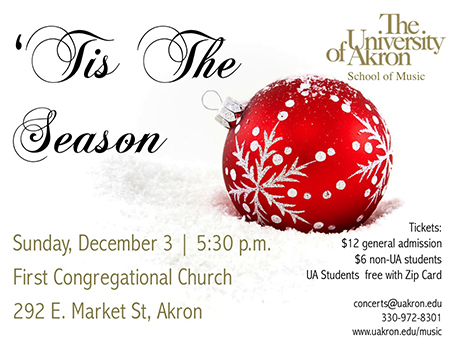 ‘Tis The
Season
The
University
of Akron
School of Music
Sunday, December 3 | 5:30 p.m.
First Congregational Church
292 E. Market St, Akron
Tickets:
$12 general admission
$6 non-UA students
UA Students free with Zip Card
concerts@uakron.edu
330-972-8301
www.uakron.edu/music